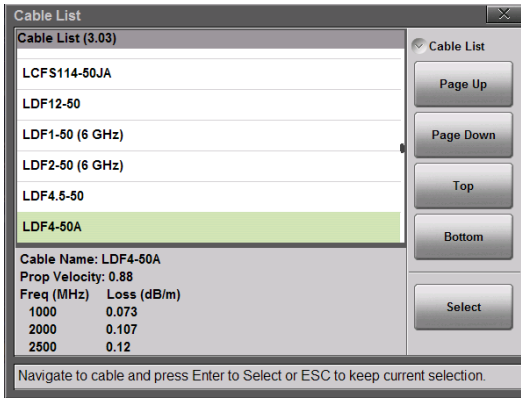 Cable List
Cable List (3.03)
LCFS114-50JA
LDF12-50
LDF1-50 (6 GHz)
LDF2-50 (6 GHz)
LDF4.5-50
LDF4-50A
Cable Name: LDF4-50A
Prop Velocity: 0.88
Freq (MHz) Loss (dB/m)
1000 0.073
2000 0.107
2500 0.12
Cable List
Page Up
Page Down
Top
Bottom
Select
Navigate to cable and press Enter to Select or ESC to keep current selection.